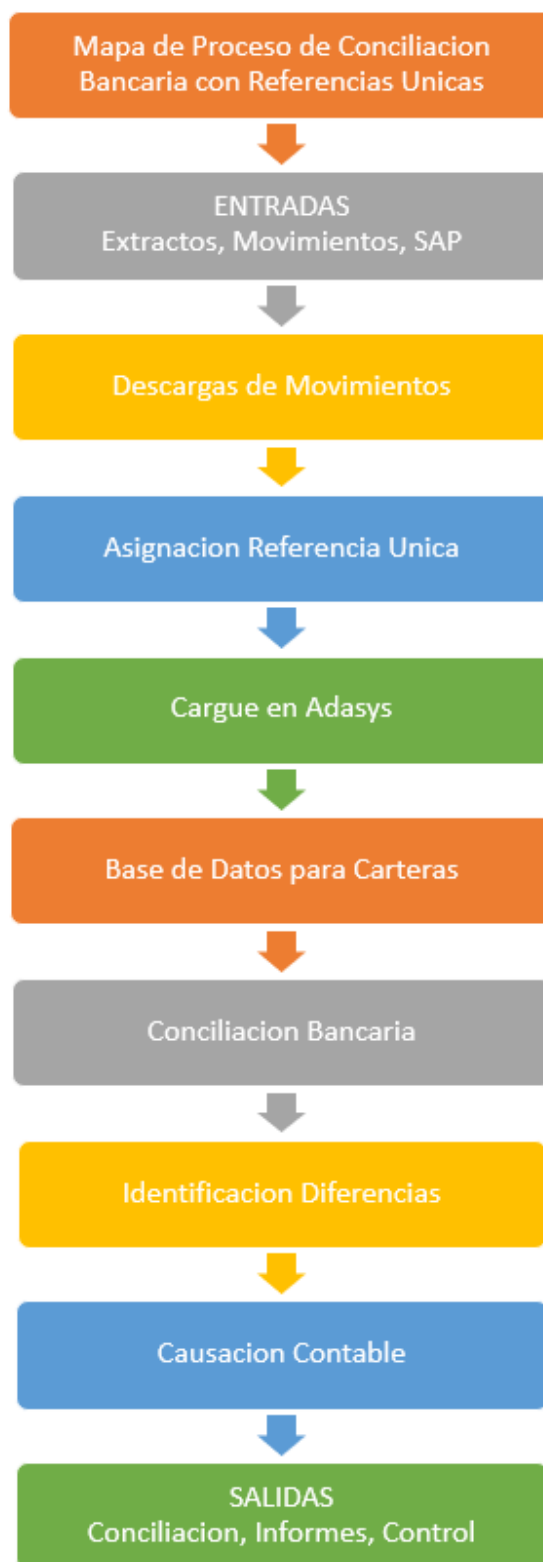 Mapa de Proceso de Conciliacion
Bancaria con Referencias Unicas
ENTRADAS
Extractos, Movimientos, SAP
Descargas de Movimientos
Asignacion Referencia Unica
Cargue en Adasys
Base de Datos para Carteras
Conciliacion Bancaria
Identificacion Diferencias
Causacion Contable
SALIDAS
Conciliacion, Informes, Control